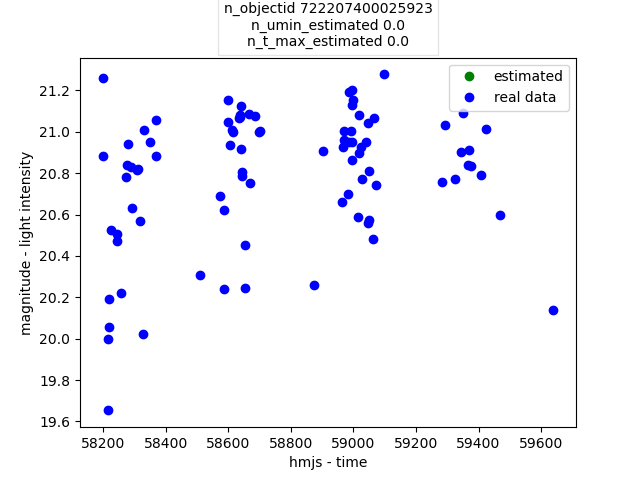 n_objectid 722207400025923
n_umin_estimated 0.0
n_t_max_estimated 0.0
estimated
real data
magnitude - light intensity
21.2
21.0
20.8
20.6
20.4
20.2
20.0
19.8
19.6
58200 58400 58600 58800 59000 59200 59400 59600
hmjs - time